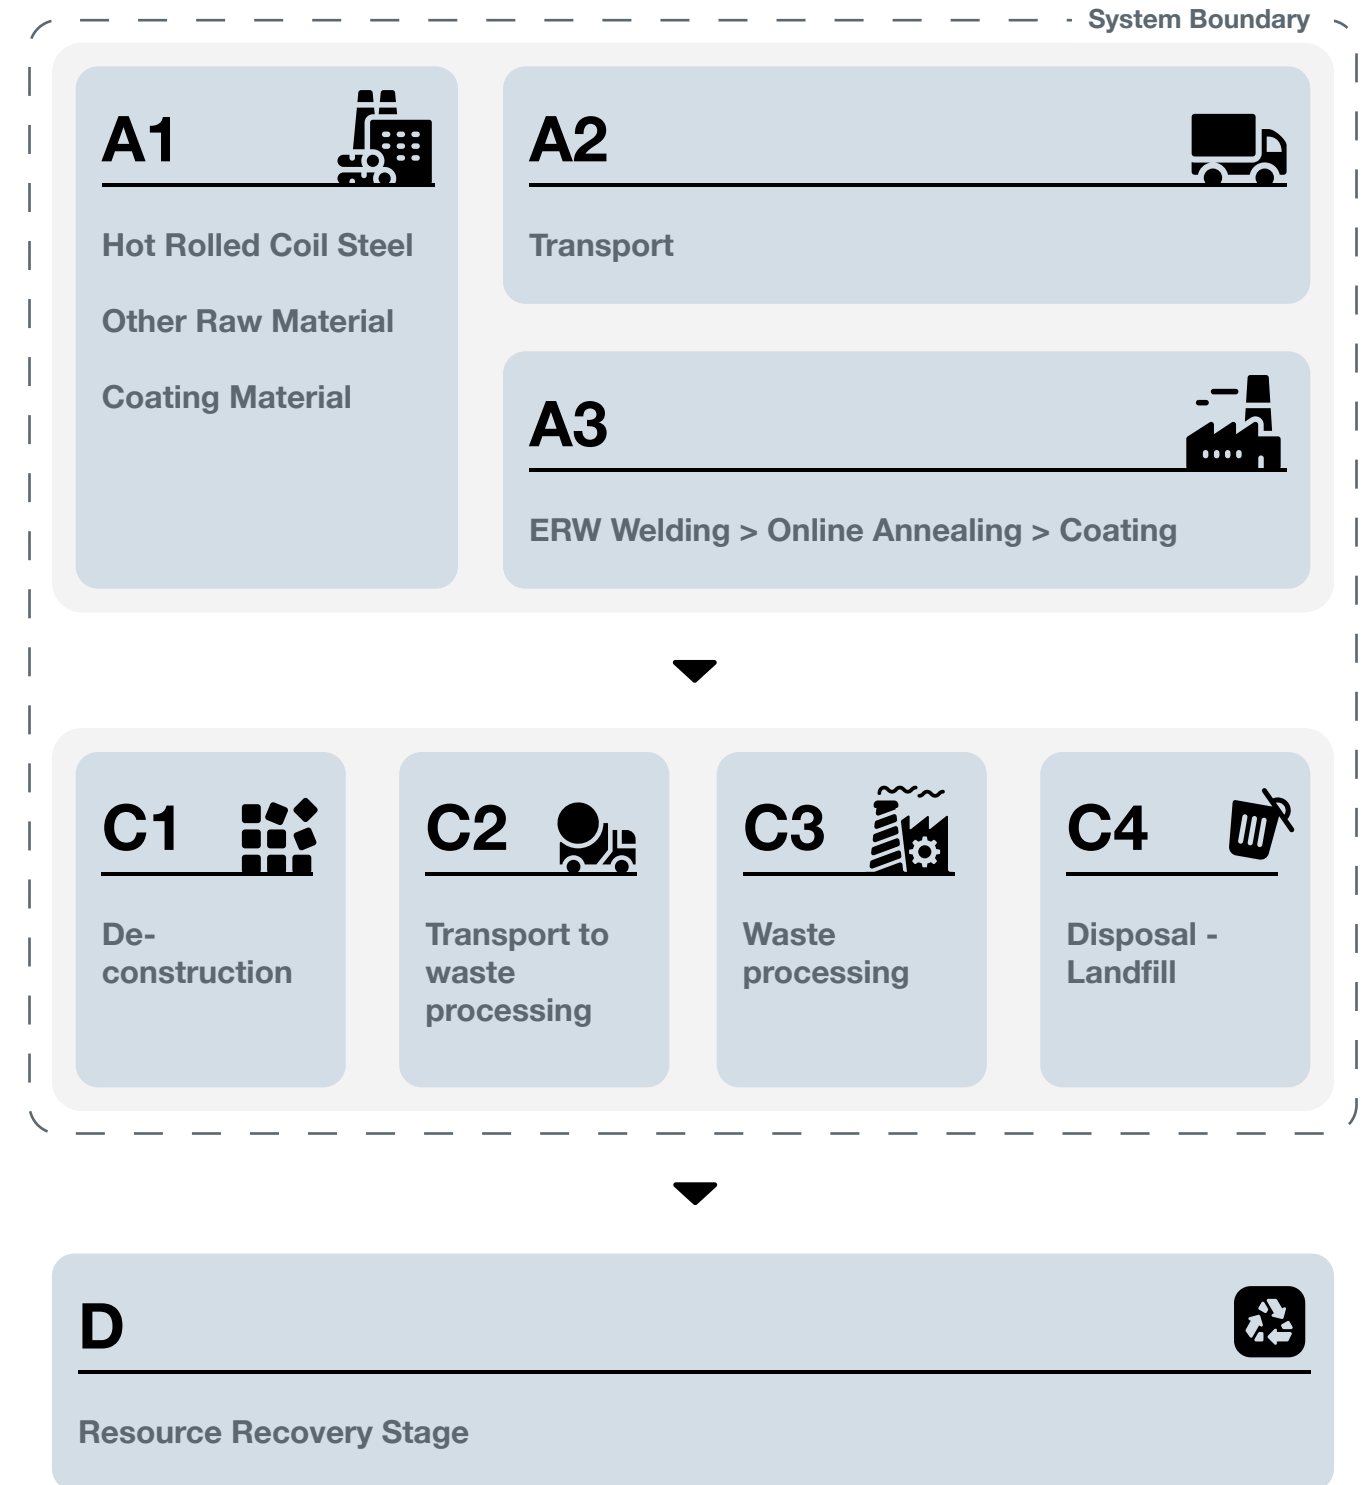 System Boundary
A1
Hot Rolled Coil Steel
Other Raw Material
Coating Material
A2
Transport
A3
ERW Welding > Online Annealing > Coating
C1
De-
construction
C2
Transport to
waste
processing
C3
Waste
processing
C4
Disposal -
Landfill
D
Resource Recovery Stage